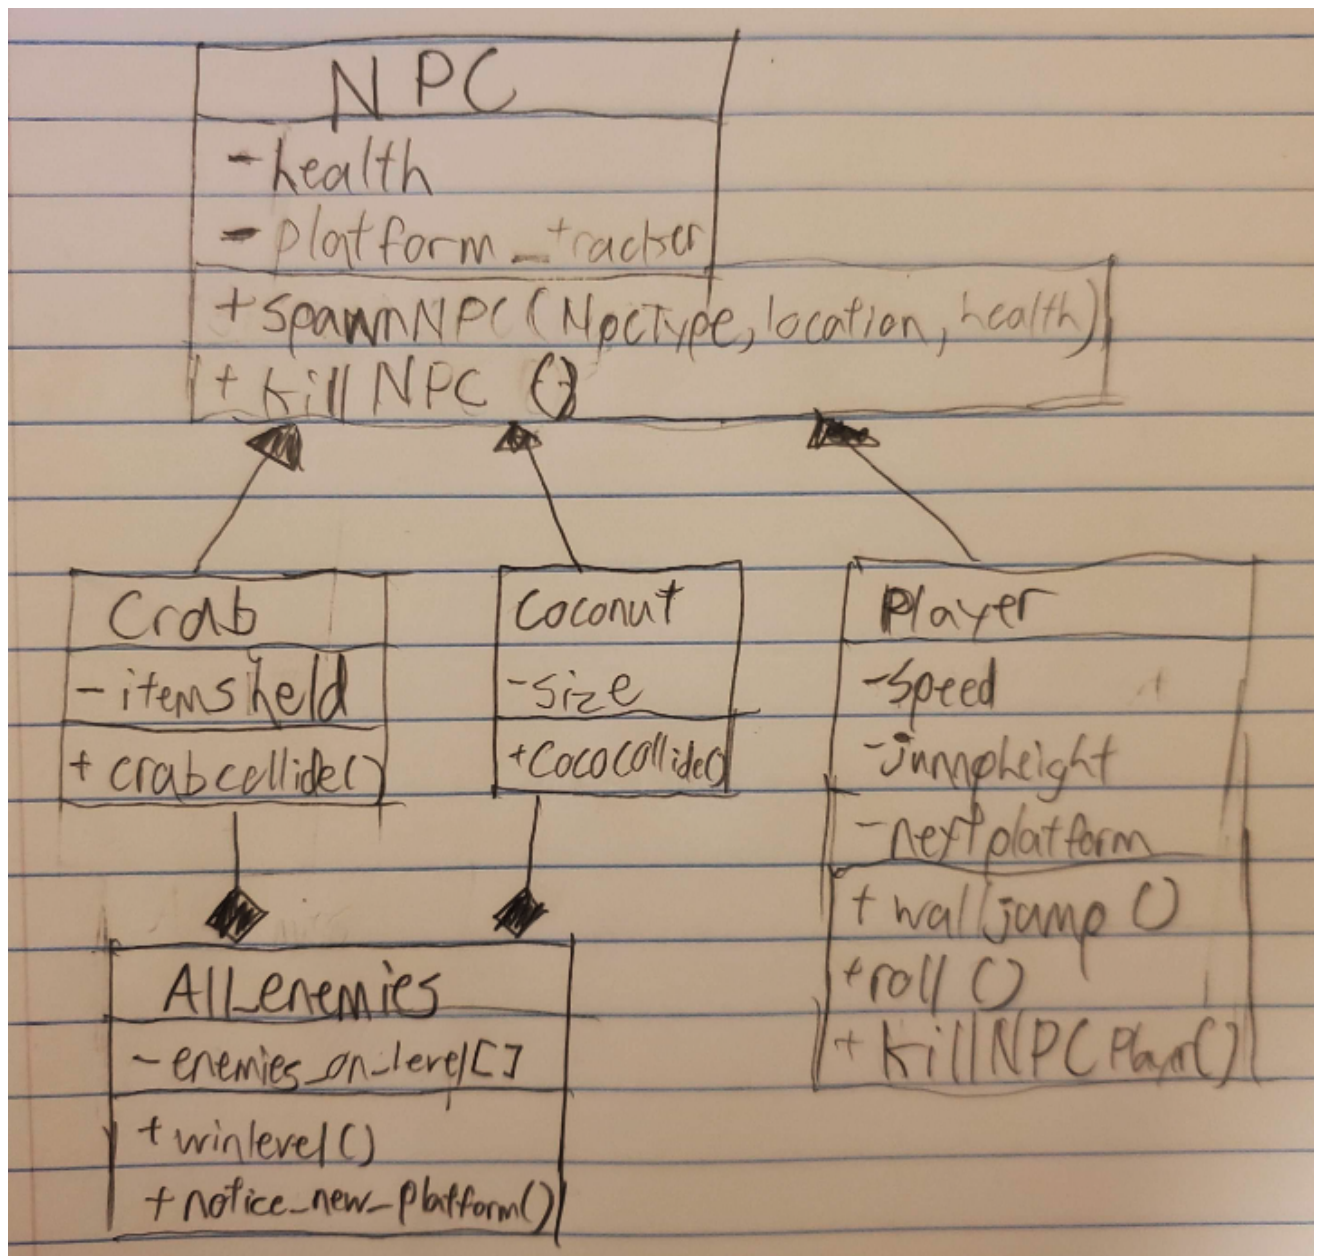 NPC
- health
- platform_tracker
+ spawnNPC(NpcType, location, health)
+ killNPC ()
Crab
- itemsheld
+ crabcollide()
Coconut
- size
+ cococollide()
Player
- speed
- jumpheight
- nextplatform
+ walljump ()
+ roll ()
+ killNPCPlayer()
All_enemies
- enemies_on_level[]
+ winlevel()
+ notice_new_platform()